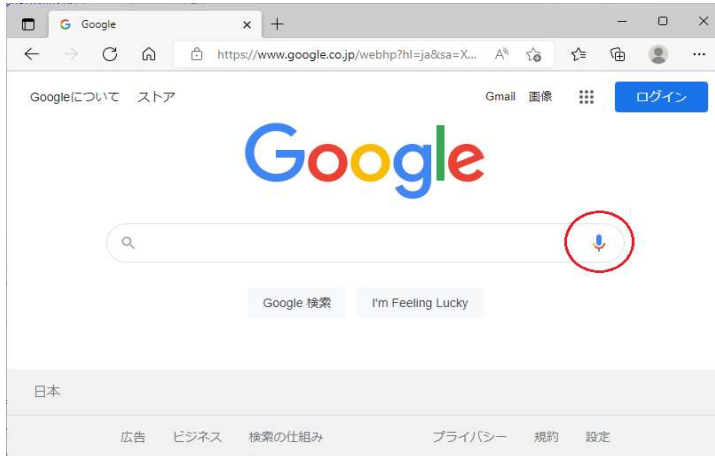 Google
https://www.google.co.jp/webhp?hl=ja&sa=X...
Googleについて ストア Gmail 画像 ログイン
Google
Google 検索 I'm Feeling Lucky
日本
広告 ビジネス 検索の仕組み プライバシー 規約 設定